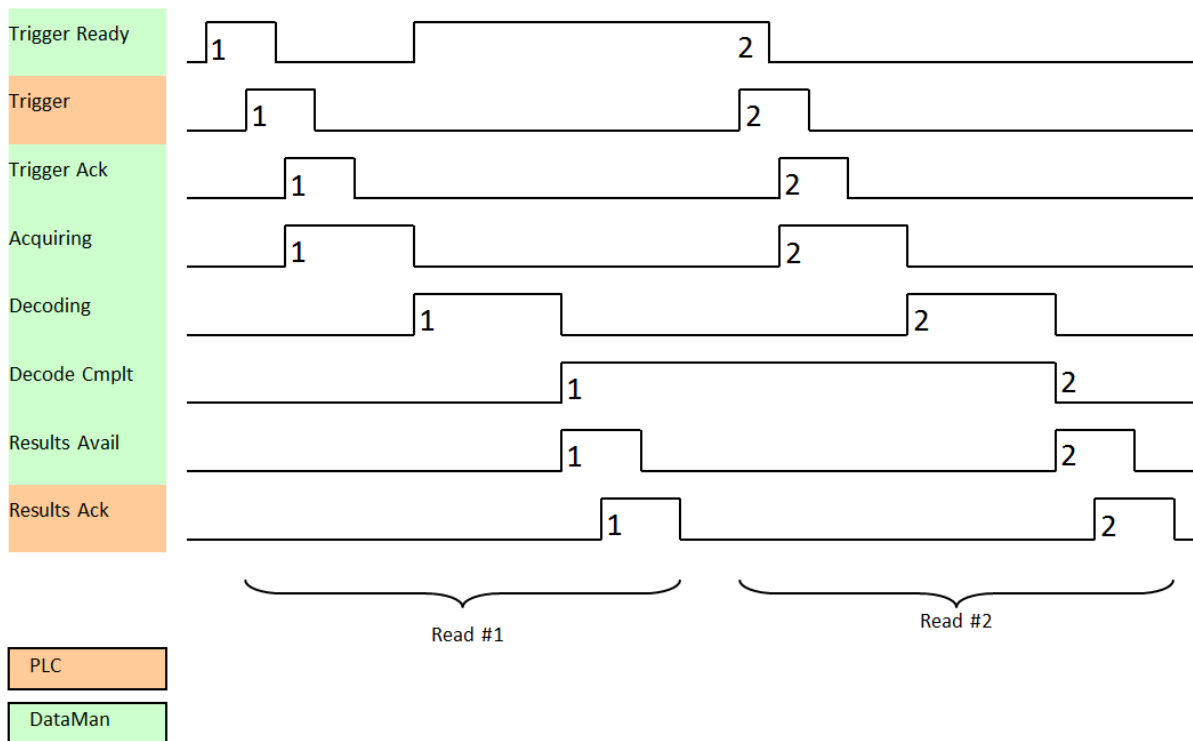 Trigger Ready
1
2
Trigger
1
2
Trigger Ack
1
2
Acquiring
1
2
Decoding
1
2
Decode Cmplt
1
2
Results Avail
1
2
Results Ack
1
2
Read #1
Read #2
PLC
DataMan